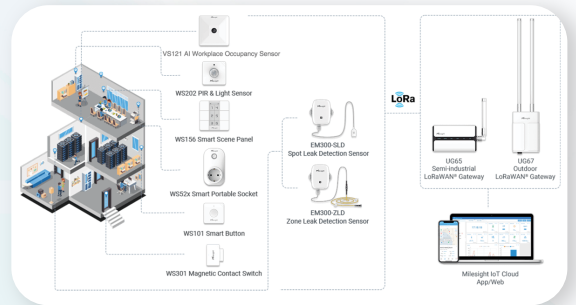 VS121 AI Workplace Occupancy Sensor
WS202 PIR & Light Sensor
WS156 Smart Scene Panel
WS52x Smart Portable Socket
WS101 Smart Button
WS301 Magnetic Contact Switch
EM300-SLD
Spot Leak Detection Sensor
EM300-ZLD
Zone Leak Detection Sensor
LoRa
UG65
Semi-industrial
LoRaWAN® Gateway
UG67
Outdoor
LoRaWAN® Gateway
Milesight IoT Cloud
App/Web